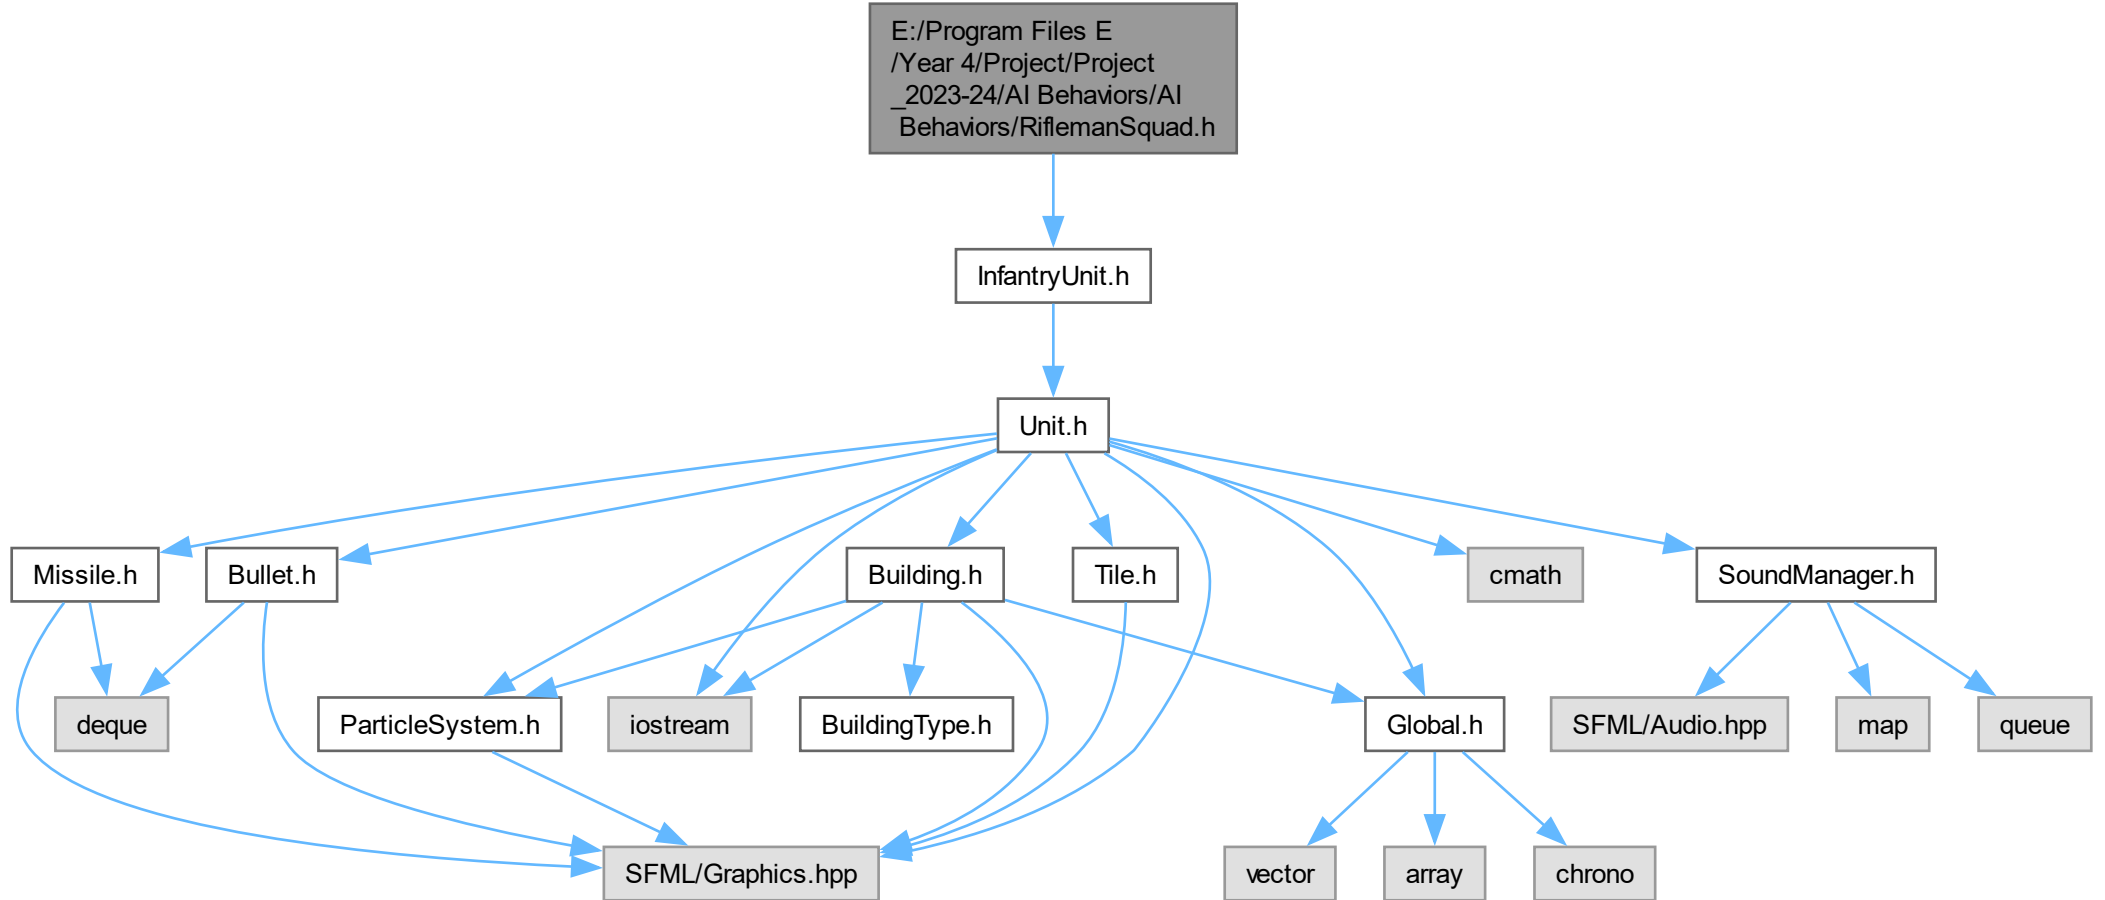 E:/Program Files E
/Year 4/Project/Project
_2023-24/AI Behaviors/AI
Behaviors/RiflemanSquad.h
InfantryUnit.h
Unit.h
Missile.h
Bullet.h
Building.h
Tile.h
cmath
SoundManager.h
deque
ParticleSystem.h
iostream
BuildingType.h
Global.h
SFML/Audio.hpp
map
queue
SFML/Graphics.hpp
vector
array
chrono